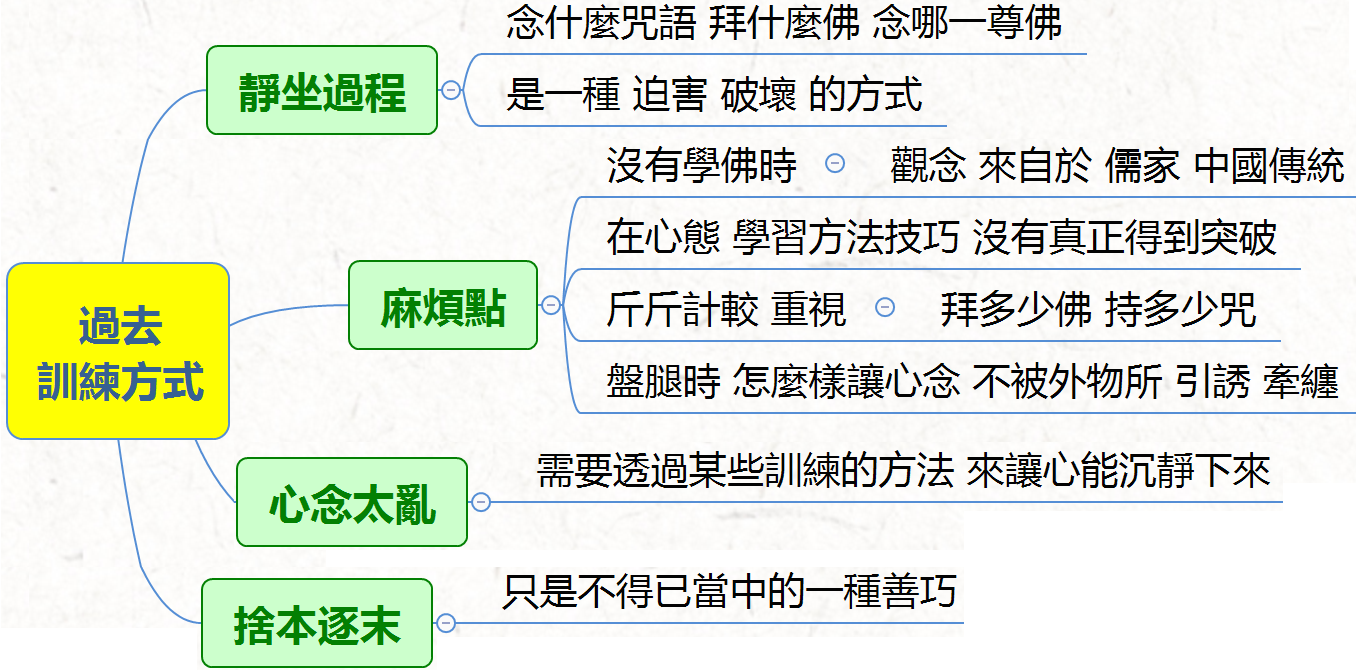 過去
訓練方式
靜坐過程
念什麼咒語 拜什麼佛 念哪一尊佛
是一種 迫害 破壞 的方式
麻煩點
沒有學佛時
觀念 來自於 儒家 中國傳統
在心態 學習方法技巧 沒有真正得到突破
斤斤計較 重視
拜多少佛 持多少咒
盤腿時 怎麼樣讓心念 不被外物所 引誘 牽纏
心念太亂
需要透過某些訓練的方法 來讓心能沉靜下來
捨本逐末
只是不得已當中的一種善巧